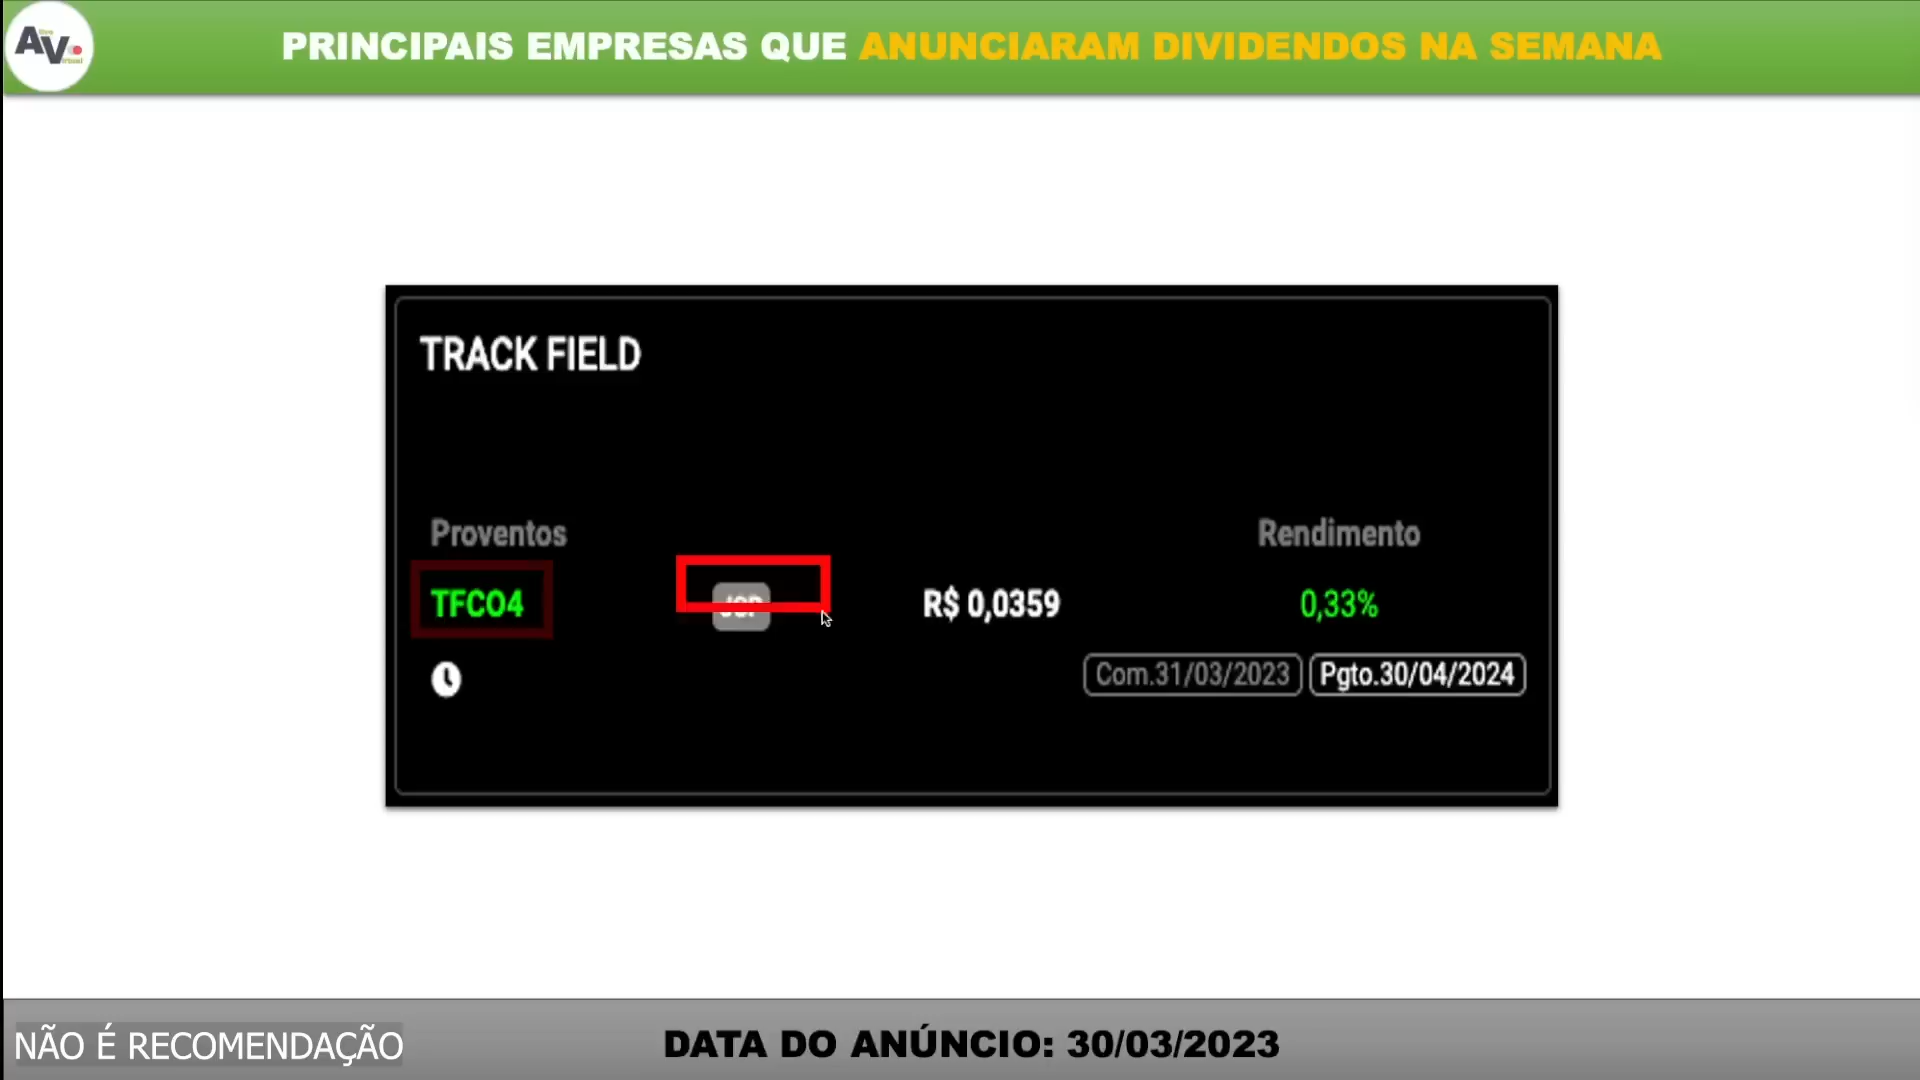 AV.
PRINCIPAIS EMPRESAS QUE ANUNCIARAM DIVIDENDOS NA SEMANA
TRACK FIELD
Proventos Rendimento
TFCO4 R$ 0,0359 0,33%
Com.31/03/2023 Pgto.30/04/2024
NÃO É RECOMENDAÇÃO
DATA DO ANÚNCIO: 30/03/2023